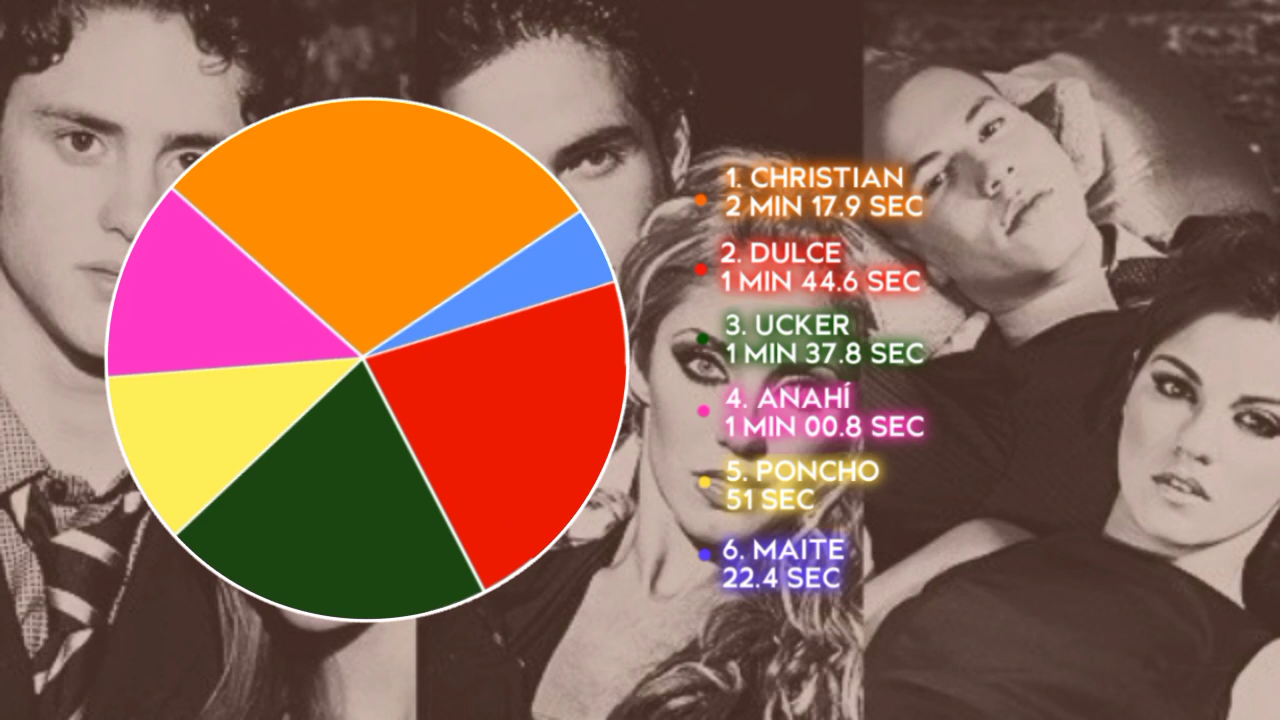 1. CHRISTIAN
2 MIN 17.9 SEC
2. DULCE
1 MIN 44.6 SEC
3. UCKER
1 MIN 37.8 SEC
4. ANAHÍ
1 MIN 00.8 SEC
5. PONCHO
51 SEC
6. MAITE
22.4 SEC